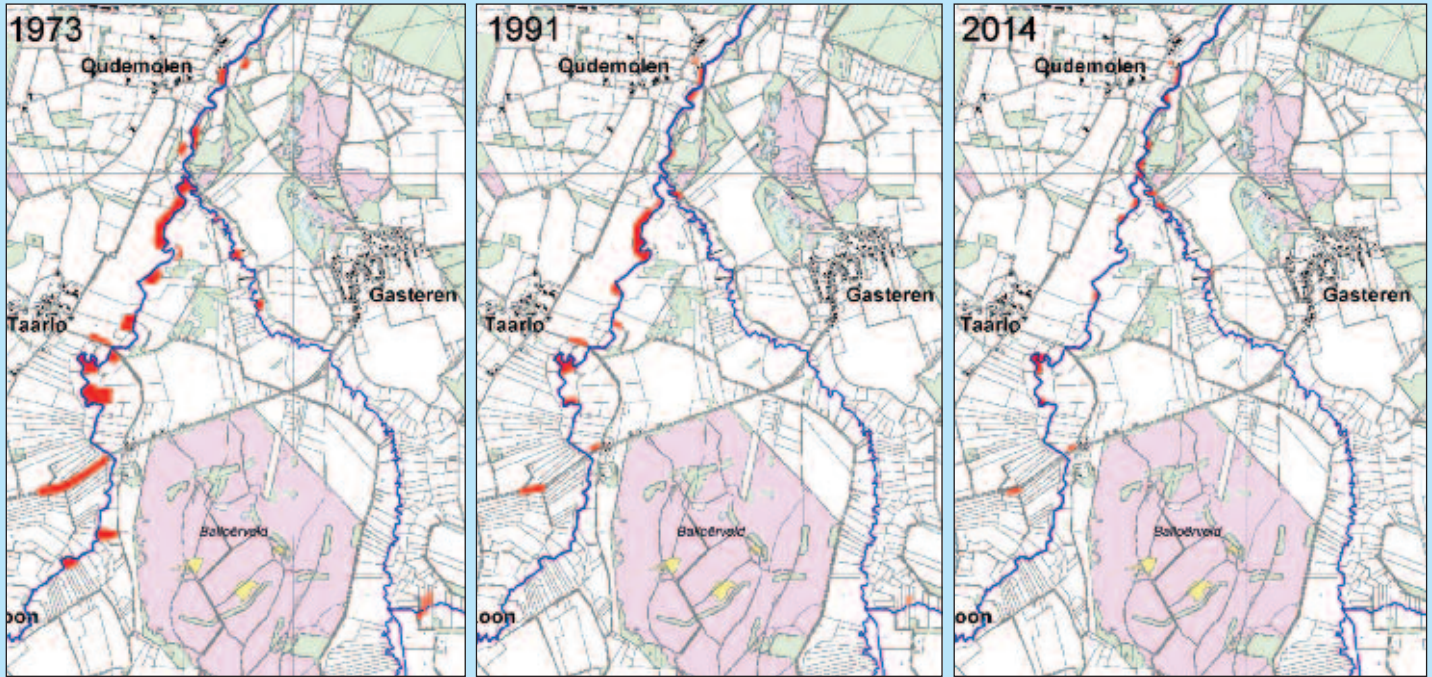 1973
Oudemolen
Gasteren
Taarlo
Balloërveld
oon
1991
Oudemolen
Gasteren
Taarlo
Balloërveld
oon
2014
Oudemolen
Gasteren
Taarlo
Balloërveld
oon